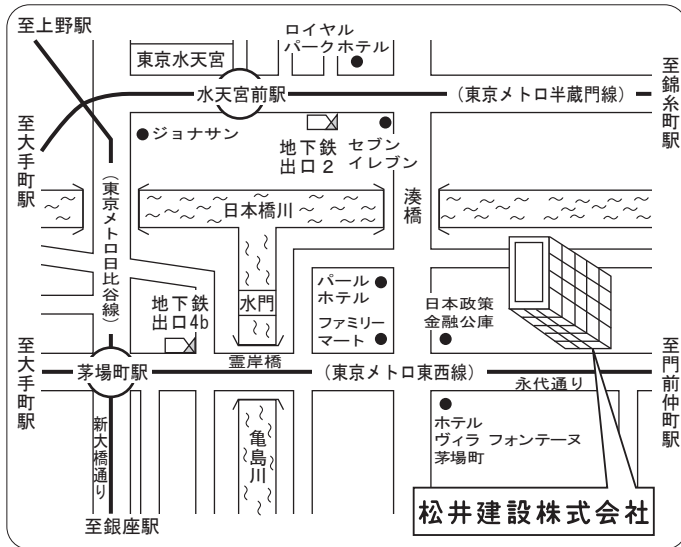 至上野駅
ロイヤル
パークホテル
東京水天宮
水天宮前駅
(東京メトロ半蔵門線)
至錦糸町駅
至大手町駅
ジョナサン
地下鉄
出口2
セブン
イレブン
(東京メトロ日比谷線)
日本橋川
湊橋
パール
ホテル
日本政策
金融公庫
地下鉄
出口4b
水門
ファミリー
マート
至大手町駅
茅場町駅
霊岸橋
(東京メトロ東西線)
永代通り
至門前仲町駅
新大橋通り
亀島川
ホテル
ヴィラ フォンテーヌ
茅場町
松井建設株式会社
至銀座駅